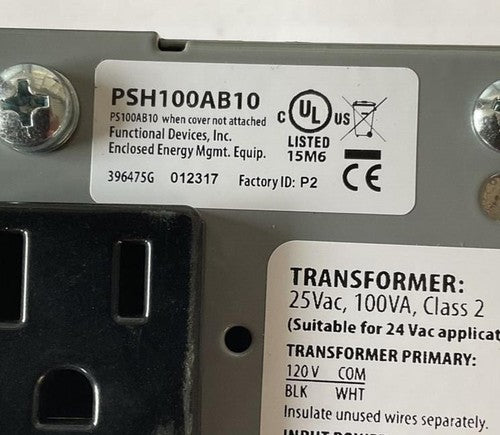 PSH100AB10
PS100AB10 when cover not attached
Functional Devices, Inc.
Enclosed Energy Mgmt. Equip.
396475G 012317 Factory ID: P2
C UL US
LISTED
15M6
CE
TRANSFORMER:
25Vac, 100VA, Class 2
(Suitable for 24 Vac
TRANSFORMER PRIMARY:
120 V COM
BLK WHT
Insulate unused wires separately.